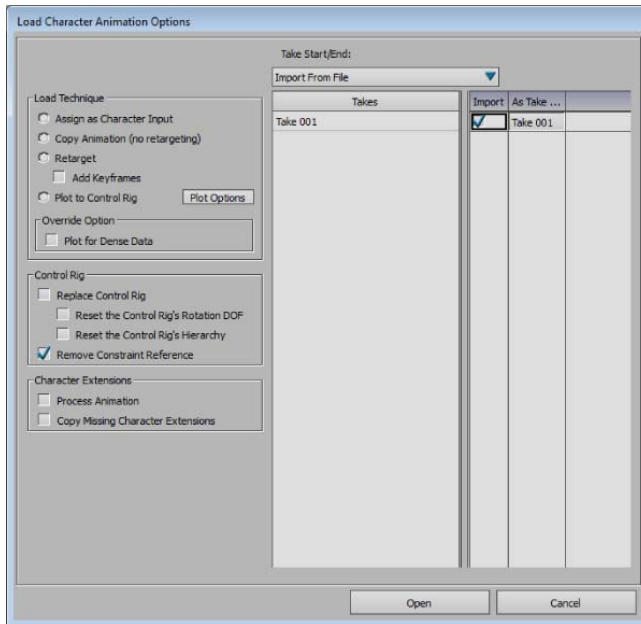 Load Character Animation Options
Take Start/End:
Import From File
Load Technique
Assign as Character Input
Copy Animation (no retargeting)
Retarget
Add Keyframes
Plot to Control Rig
Plot Options
Override Option
Plot for Dense Data
Control Rig
Replace Control Rig
Reset the Control Rig's Rotation DOF
Reset the Control Rig's Hierarchy
Remove Constraint Reference
Character Extensions
Process Animation
Copy Missing Character Extensions
Takes
Take 001
Import
As Take ...
Take 001
Open
Cancel